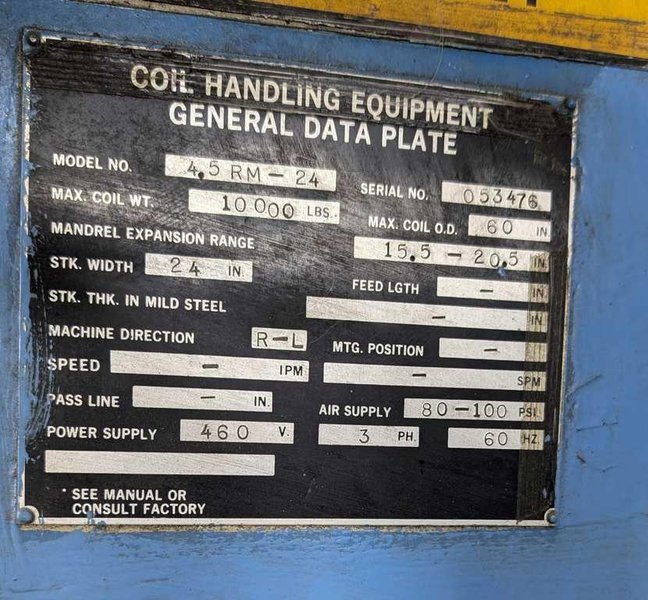 COIL HANDLING EQUIPMENT
GENERAL DATA PLATE
MODEL NO. 4.5 RM - 24 SERIAL NO. 053476
MAX. COIL WT. 10000 LBS. MAX. COIL O.D. 60 IN
MANDREL EXPANSION RANGE 15.5 - 20.5 IN
STK. WIDTH 24 IN. FEED LGTH - IN
STK. THK. IN MILD STEEL - IN
MACHINE DIRECTION R-L MTG. POSITION -
SPEED - IPM - SPM
PASS LINE - IN. AIR SUPPLY 80-100 PSI.
POWER SUPPLY 460 V. 3 PH. 60 HZ.
* SEE MANUAL OR
CONSULT FACTORY